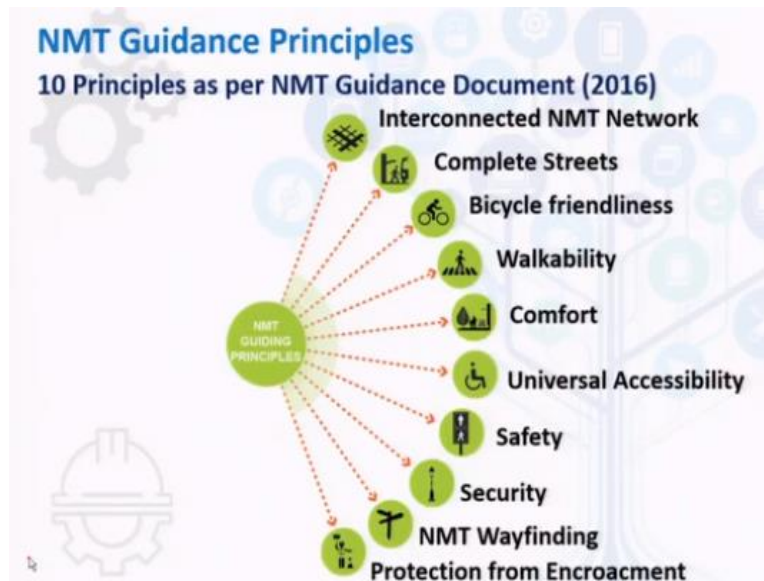 NMT Guidance Principles
10 Principles as per NMT Guidance Document (2016)
Interconnected NMT Network
Complete Streets
Bicycle friendliness
Walkability
Comfort
NMT
GUIDING
PRINCIPLES
Universal Accessibility
Safety
Security
NMT Wayfinding
Protection from Encroacment